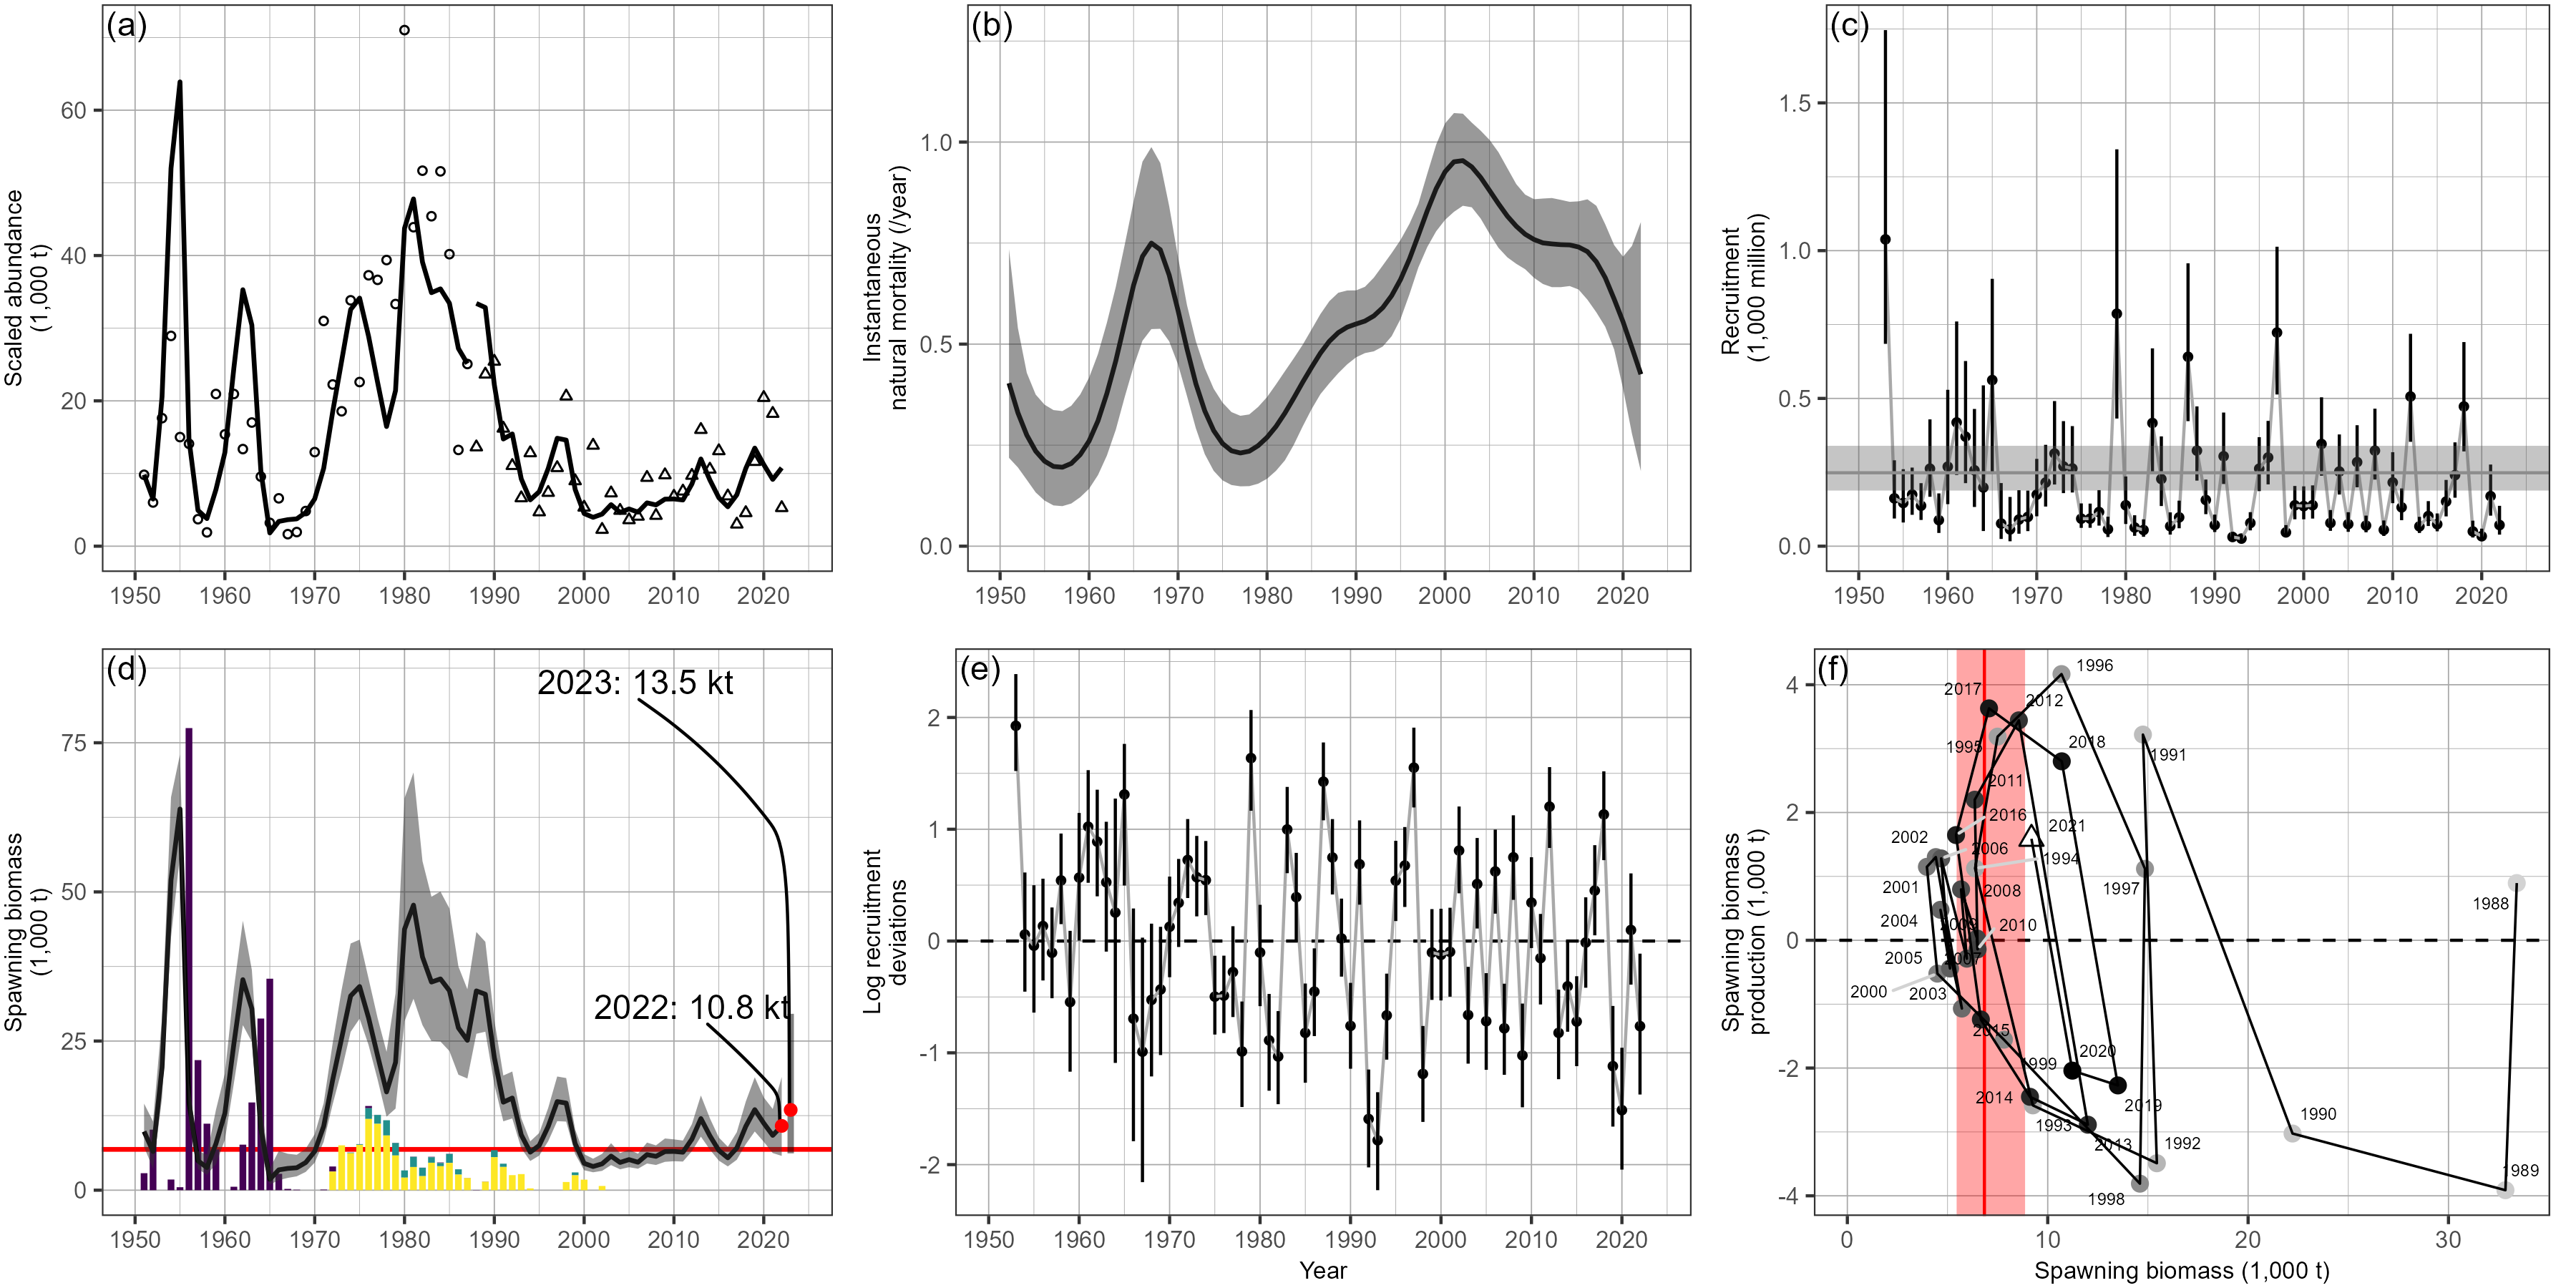 (a)
Scaled abundance
(1,000 t)
60
40
20
0
1950 1960 1970 1980 1990 2000 2010 2020
(b)
Instantaneous
natural mortality (/year)
1.0
0.5
0.0
1950 1960 1970 1980 1990 2000 2010 2020
(c)
Recruitment
(1,000 million)
1.5
1.0
0.5
0.0
1950 1960 1970 1980 1990 2000 2010 2020
(d)
2023: 13.5 kt
2022: 10.8 kt
Spawning biomass
(1,000 t)
75
50
25
0
1950 1960 1970 1980 1990 2000 2010 2020
(e)
Log recruitment
deviations
2
1
0
-1
-2
1950 1960 1970 1980 1990 2000 2010 2020
Year
(f)
Spawning biomass
production (1,000 t)
4
2
0
-2
-4
1996
2017
2012
1995
2018
1991
2011
2016
2021
2002
2006
1994
2001
2008
1997
1988
2004
2009
2010
2005
2007
2000
2003
2015
1999
2020
2014
2019
1993
2013
1990
1992
1989
1998
0 10 20 30
Spawning biomass (1,000 t)